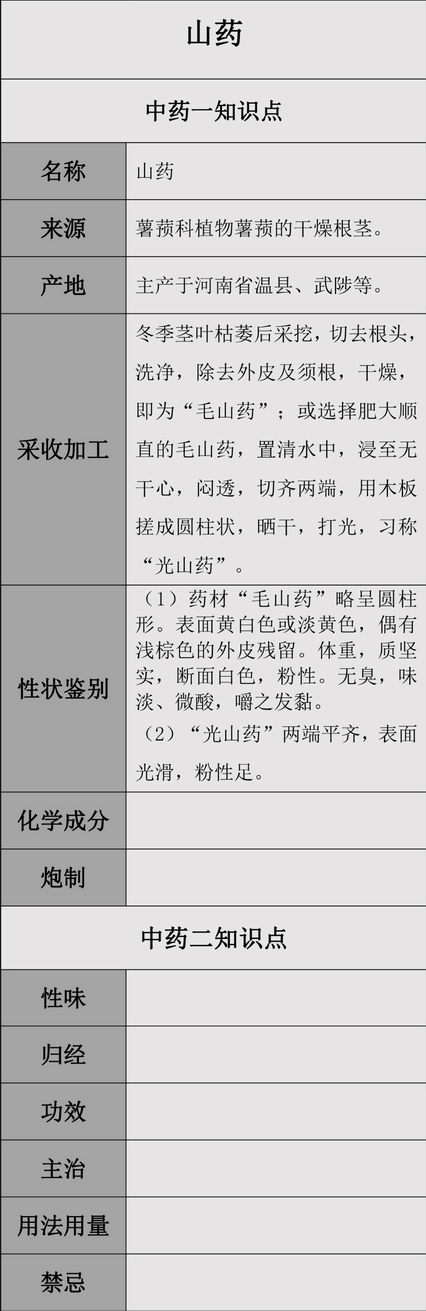 山药
中药一知识点
名称
山药
来源
薯蓣科植物薯蓣的干燥根茎。
产地
主产于河南省温县、武陟等。
采收加工
冬季茎叶枯萎后采挖，切去根头，
洗净，除去外皮及须根，干燥，
即为“毛山药”；或选择肥大顺
直的毛山药，置清水中，浸至无
干心，闷透，切齐两端，用木板
搓成圆柱状，晒干，打光，习称
“光山药”。
性状鉴别
（1）药材“毛山药”略呈圆柱
形。表面黄白色或淡黄色，偶有
浅棕色的外皮残留。体重，质坚
实，断面白色，粉性。无臭，味
淡、微酸，嚼之发黏。
（2）“光山药”两端平齐，表面
光滑，粉性足。
化学成分
炮制
中药二知识点
性味
归经
功效
主治
用法用量
禁忌